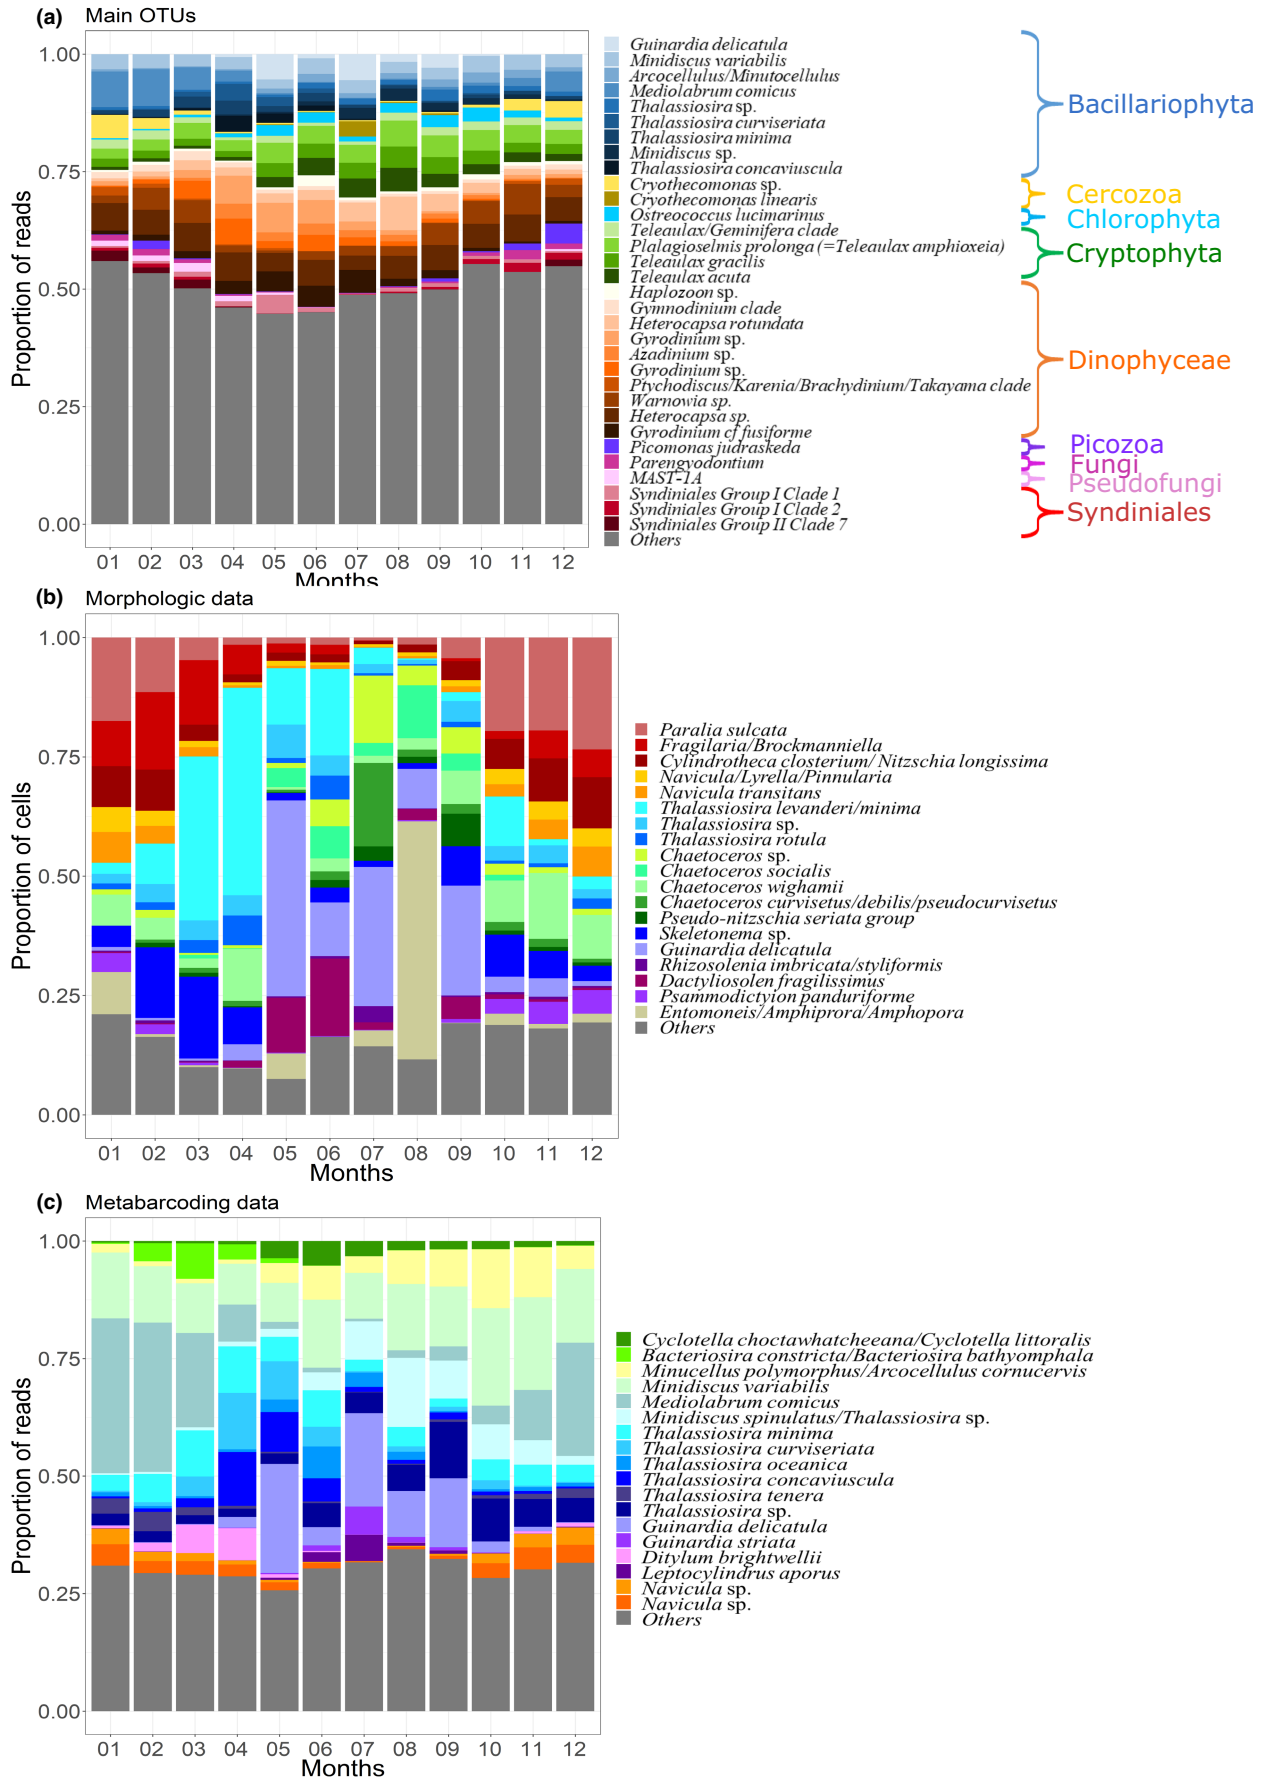 (a) Main OTUs
Proportion of reads
1.00
0.75
0.50
0.25
0.00
01 02 03 04 05 06 07 08 09 10 11 12
Months
Guinardia delicatula
Minidiscus variabilis
Arcocellulus/Minutocellulus
Mediolabrum comicus
Thalassiosira sp.
Thalassiosira curviseriata
Thalassiosira minima
Minidiscus sp.
Thalassiosira concaviuscula
Cryothecomonas sp.
Cryothecomonas linearis
Ostreococcus lucimarinus
Teleaulax/Geminifera clade
Plalagioselmis prolonga (=Teleaulax amphioxeia)
Teleaulax gracilis
Teleaulax acuta
Haplozoon sp.
Gymnodinium clade
Heterocapsa rotundata
Gyrodinium sp.
Azadinium sp.
Gyrodinium sp.
Ptychodiscus/Karenia/Brachydinium/Takayama clade
Warnowia sp.
Heterocapsa sp.
Gyrodinium cf fusiforme
Picomonas judraskeda
Parengyodontium
MAST-1A
Syndiniales Group I Clade 1
Syndiniales Group I Clade 2
Syndiniales Group II Clade 7
Others
Bacillariophyta
Cercozoa
Chlorophyta
Cryptophyta
Dinophyceae
Picozoa
Fungi
Pseudofungi
Syndiniales
(b) Morphologic data
Proportion of cells
1.00
0.75
0.50
0.25
0.00
01 02 03 04 05 06 07 08 09 10 11 12
Months
Paralia sulcata
Fragilaria/Brockmanniella
Cylindrotheca closterium/ Nitzschia longissima
Navicula/Lyrella/Pinnularia
Navicula transitans
Thalassiosira levanderi/minima
Thalassiosira sp.
Thalassiosira rotula
Chaetoceros sp.
Chaetoceros socialis
Chaetoceros wighamii
Chaetoceros curvisetus/debilis/pseudocurvisetus
Pseudo-nitzschia seriata group
Skeletonema sp.
Guinardia delicatula
Rhizosolenia imbricata/styliformis
Dactyliosolen fragilissimus
Psammodictyion panduriforme
Entomoneis/Amphiprora/Amphopora
Others
(c) Metabarcoding data
Proportion of reads
1.00
0.75
0.50
0.25
0.00
01 02 03 04 05 06 07 08 09 10 11 12
Months
Cyclotella choctawhatcheeana/Cyclotella littoralis
Bacteriosira constricta/Bacteriosira bathyomphala
Minucellus polymorphus/Arcocellulus cornucervis
Minidiscus variabilis
Mediolabrum comicus
Minidiscus spinulatus/Thalassiosira sp.
Thalassiosira minima
Thalassiosira curviseriata
Thalassiosira oceanica
Thalassiosira concaviuscula
Thalassiosira tenera
Thalassiosira sp.
Guinardia delicatula
Guinardia striata
Ditylum brightwellii
Leptocylindrus aporus
Navicula sp.
Navicula sp.
Others